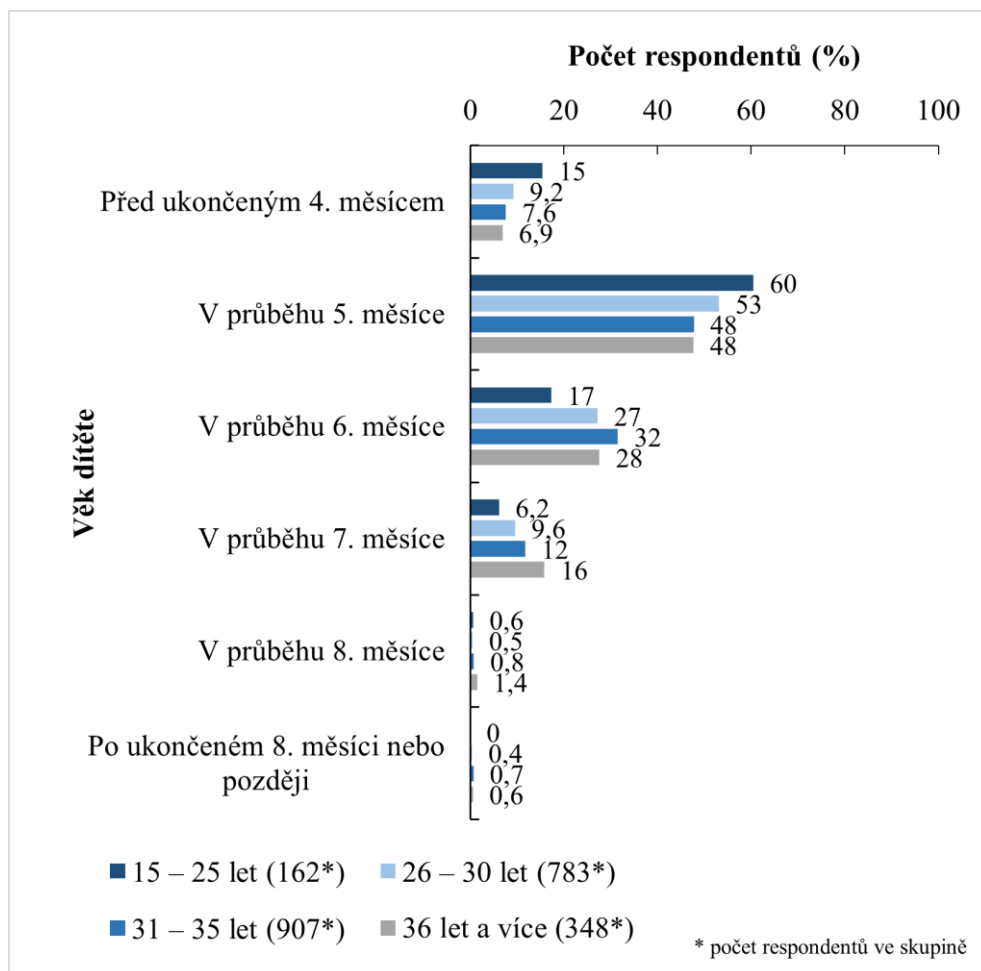 Počet respondentů (%)
0 20 40 60 80 100
Věk dítěte
Před ukončeným 4. měsícem
15
9,2
7,6
6,9
V průběhu 5. měsíce
60
53
48
48
V průběhu 6. měsíce
17
27
32
28
V průběhu 7. měsíce
6,2
9,6
12
16
V průběhu 8. měsíce
0,6
0,5
0,8
1,4
Po ukončeném 8. měsíci nebo
později
0
0,4
0,7
0,6
15 – 25 let (162*) 26 – 30 let (783*)
31 – 35 let (907*) 36 let a více (348*)
* počet respondentů ve skupině